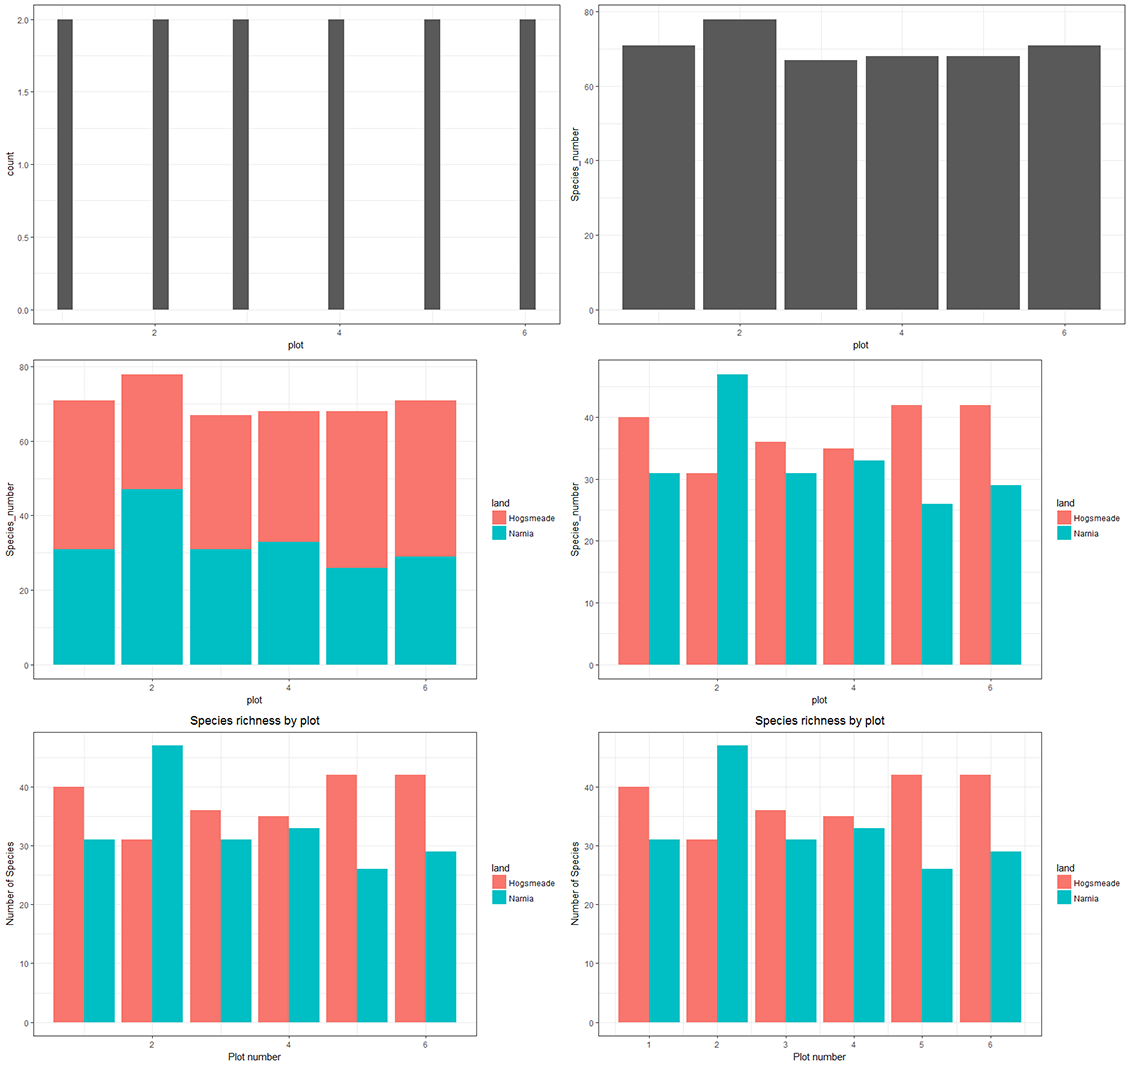 2.0
1.5
1.0
0.5
0.0
count
2 4 6
plot
80
60
40
20
0
Species_number
2 4 6
plot
80
60
40
20
0
Species_number
2 4 6
plot
land
Hogsmeade
Narnia
40
30
20
10
0
Species_number
2 4 6
plot
land
Hogsmeade
Narnia
Species richness by plot
40
30
20
10
0
Number of Species
2 4 6
Plot number
land
Hogsmeade
Narnia
Species richness by plot
40
30
20
10
0
Number of Species
1 2 3 4 5 6
Plot number
land
Hogsmeade
Narnia